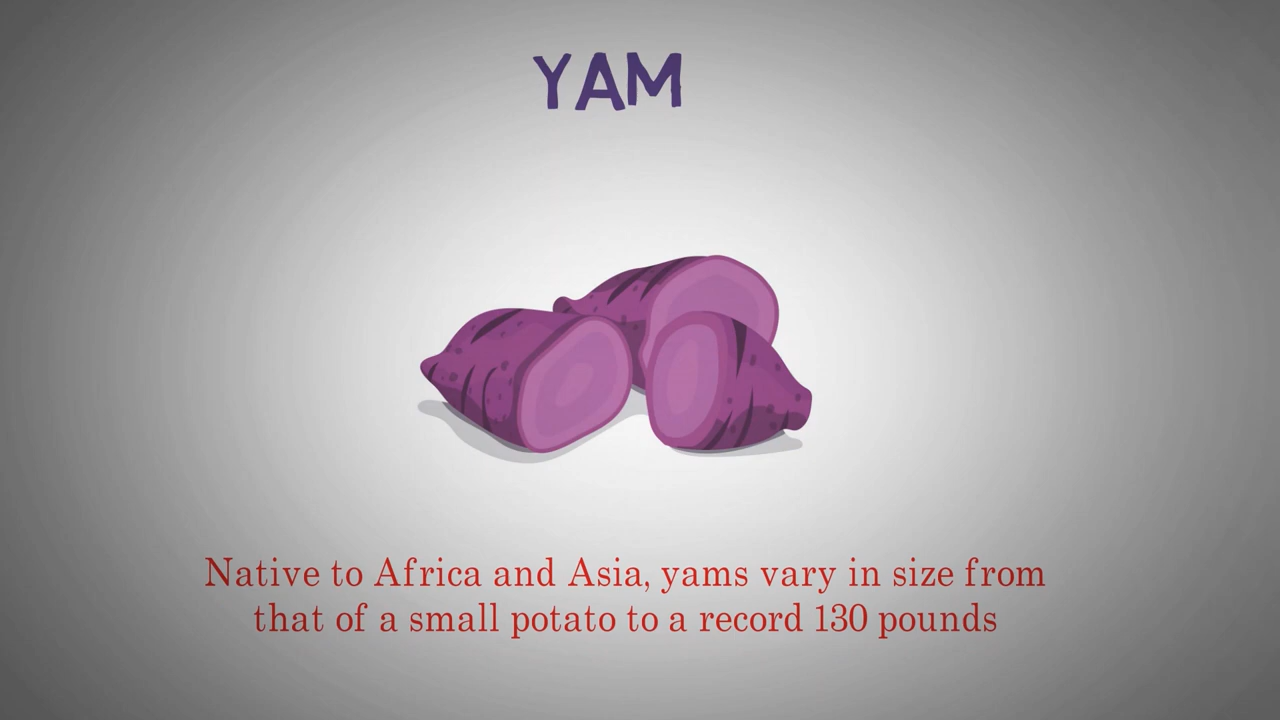 YAM
Native to Africa and Asia, yams vary in size from
that of a small potato to a record 130 pounds